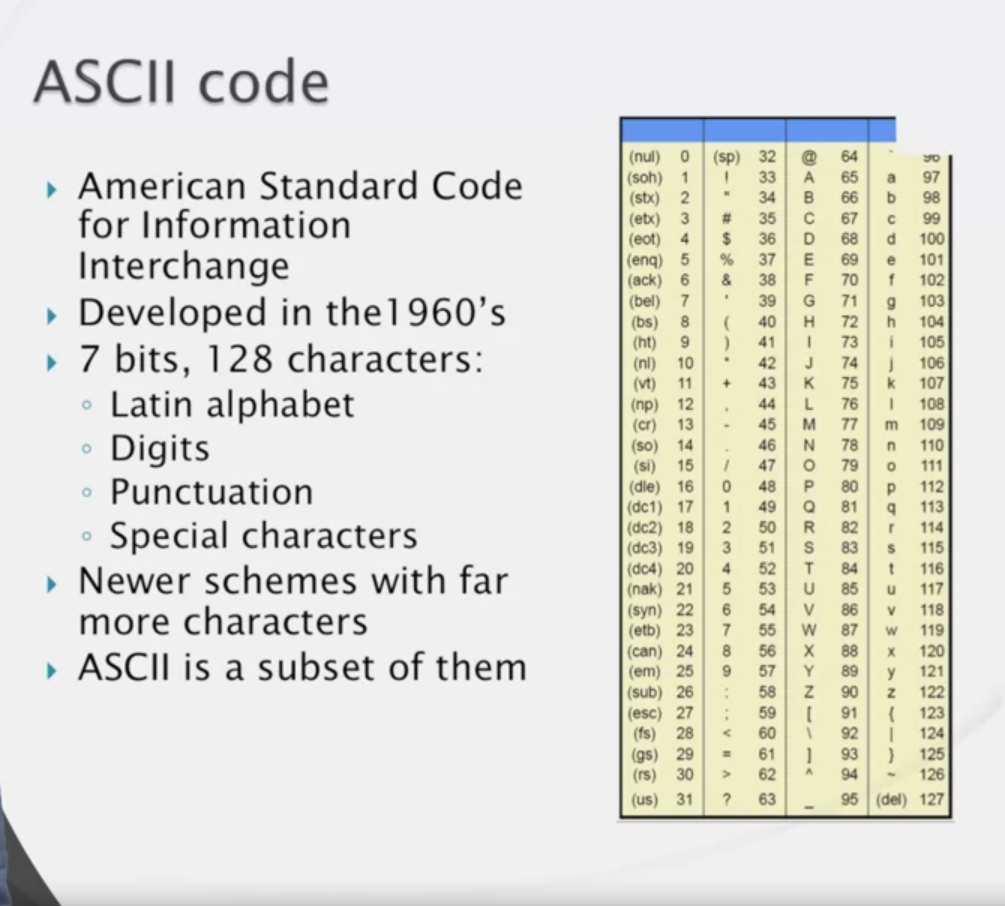 ASCII code
American Standard Code
for Information
Interchange
Developed in the1960's
7 bits, 128 characters:
Latin alphabet
Digits
Punctuation
Special characters
Newer schemes with far
more characters
ASCII is a subset of them
(nul) 0 (sp) 32 @ 64 ` 96
(soh) 1 ! 33 A 65 a 97
(stx) 2 " 34 B 66 b 98
(etx) 3 # 35 C 67 c 99
(eot) 4 $ 36 D 68 d 100
(enq) 5 % 37 E 69 e 101
(ack) 6 & 38 F 70 f 102
(bel) 7 ' 39 G 71 g 103
(bs) 8 ( 40 H 72 h 104
(ht) 9 ) 41 I 73 i 105
(nl) 10 * 42 J 74 j 106
(vt) 11 + 43 K 75 k 107
(np) 12 , 44 L 76 l 108
(cr) 13 - 45 M 77 m 109
(so) 14 . 46 N 78 n 110
(si) 15 / 47 O 79 o 111
(dle) 16 0 48 P 80 p 112
(dc1) 17 1 49 Q 81 q 113
(dc2) 18 2 50 R 82 r 114
(dc3) 19 3 51 S 83 s 115
(dc4) 20 4 52 T 84 t 116
(nak) 21 5 53 U 85 u 117
(syn) 22 6 54 V 86 v 118
(etb) 23 7 55 W 87 w 119
(can) 24 8 56 X 88 x 120
(em) 25 9 57 Y 89 y 121
(sub) 26 : 58 Z 90 z 122
(esc) 27 ; 59 [ 91 { 123
(fs) 28 < 60 \ 92 | 124
(gs) 29 = 61 ] 93 } 125
(rs) 30 > 62 ^ 94 ~ 126
(us) 31 ? 63 _ 95 (del) 127